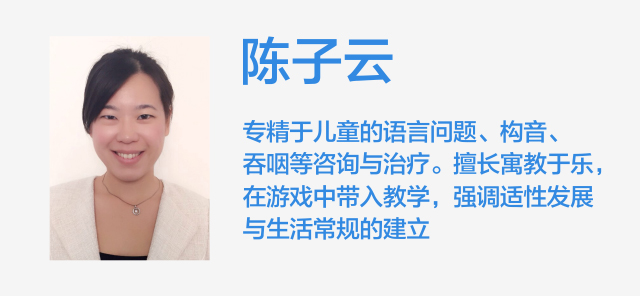 陈子云
专精于儿童的语言问题、构音、
吞咽等咨询与治疗。擅长寓教于乐，
在游戏中带入教学，强调适性发展
与生活常规的建立